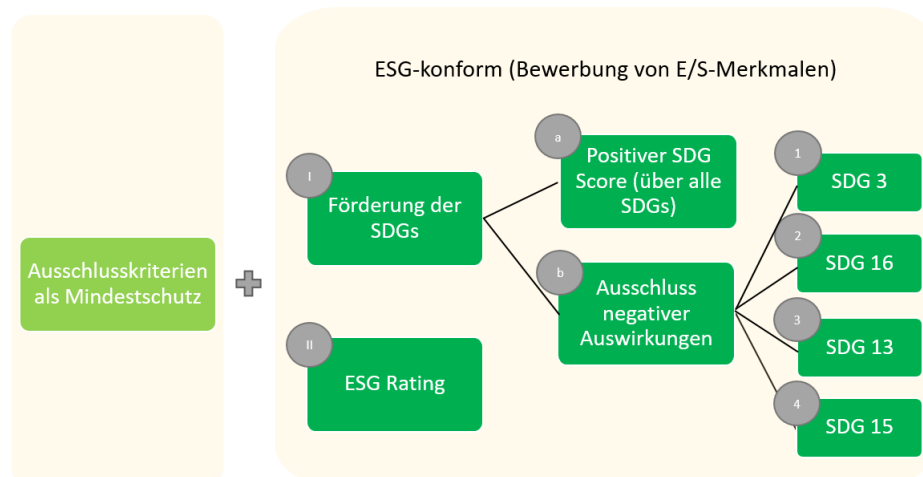 ESG-konform (Bewerbung von E/S-Merkmalen)
Ausschlusskriterien
als Mindestschutz
I
Förderung der
SDGs
II
ESG Rating
a
Positiver SDG
Score (über alle
SDGs)
b
Ausschluss
negativer
Auswirkungen
1
SDG 3
2
SDG 16
3
SDG 13
4
SDG 15